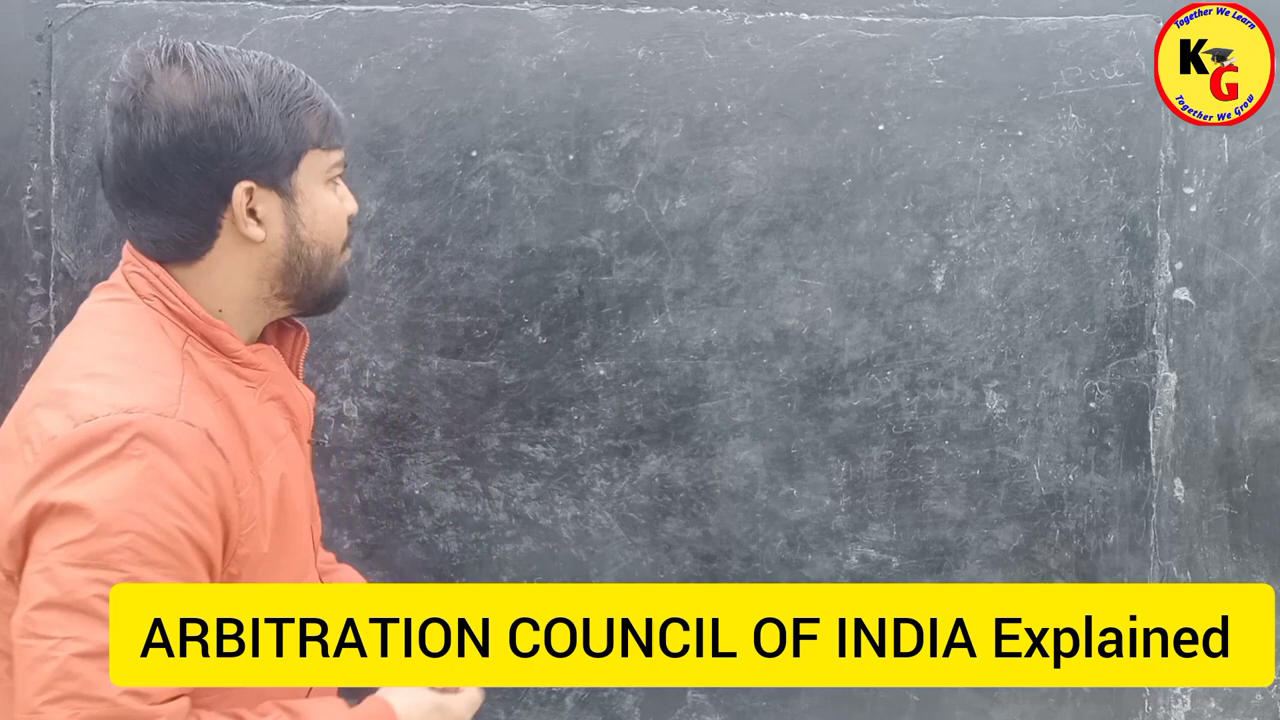 Together We Learn
KG
Together We Grow
ARBITRATION COUNCIL OF INDIA Explained